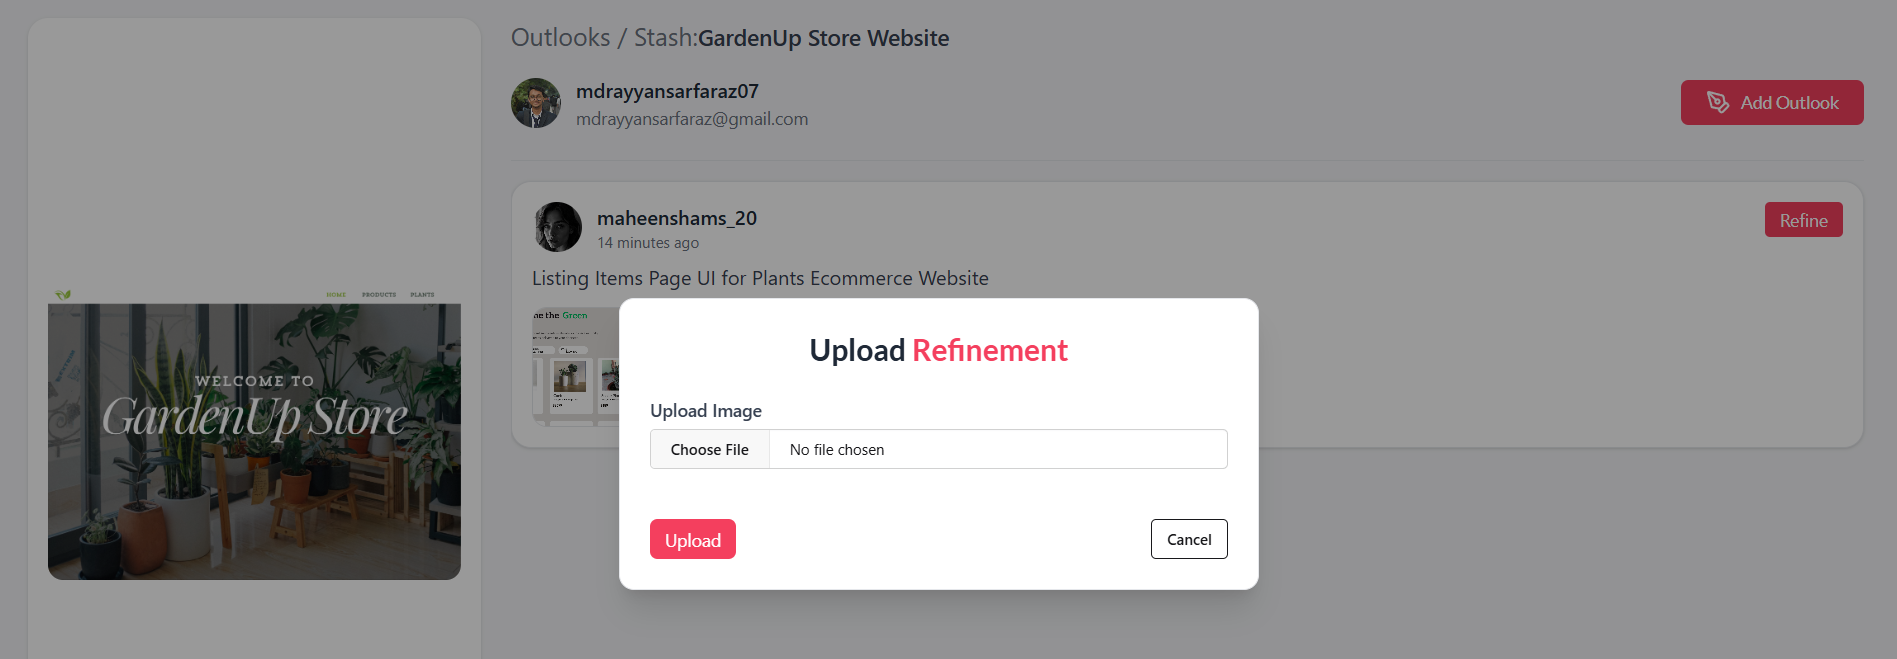 Outlooks / Stash:GardenUp Store Website
mdrayyansarfaraz07
mdrayyansarfaraz@gmail.com
Add Outlook
maheenshams_20
14 minutes ago
Refine
Listing Items Page UI for Plants Ecommerce Website
HOME PRODUCTS PLANTS
WELCOME TO
GardenUp Store
me the Green
Upload Refinement
Upload Image
Choose File No file chosen
Upload
Cancel